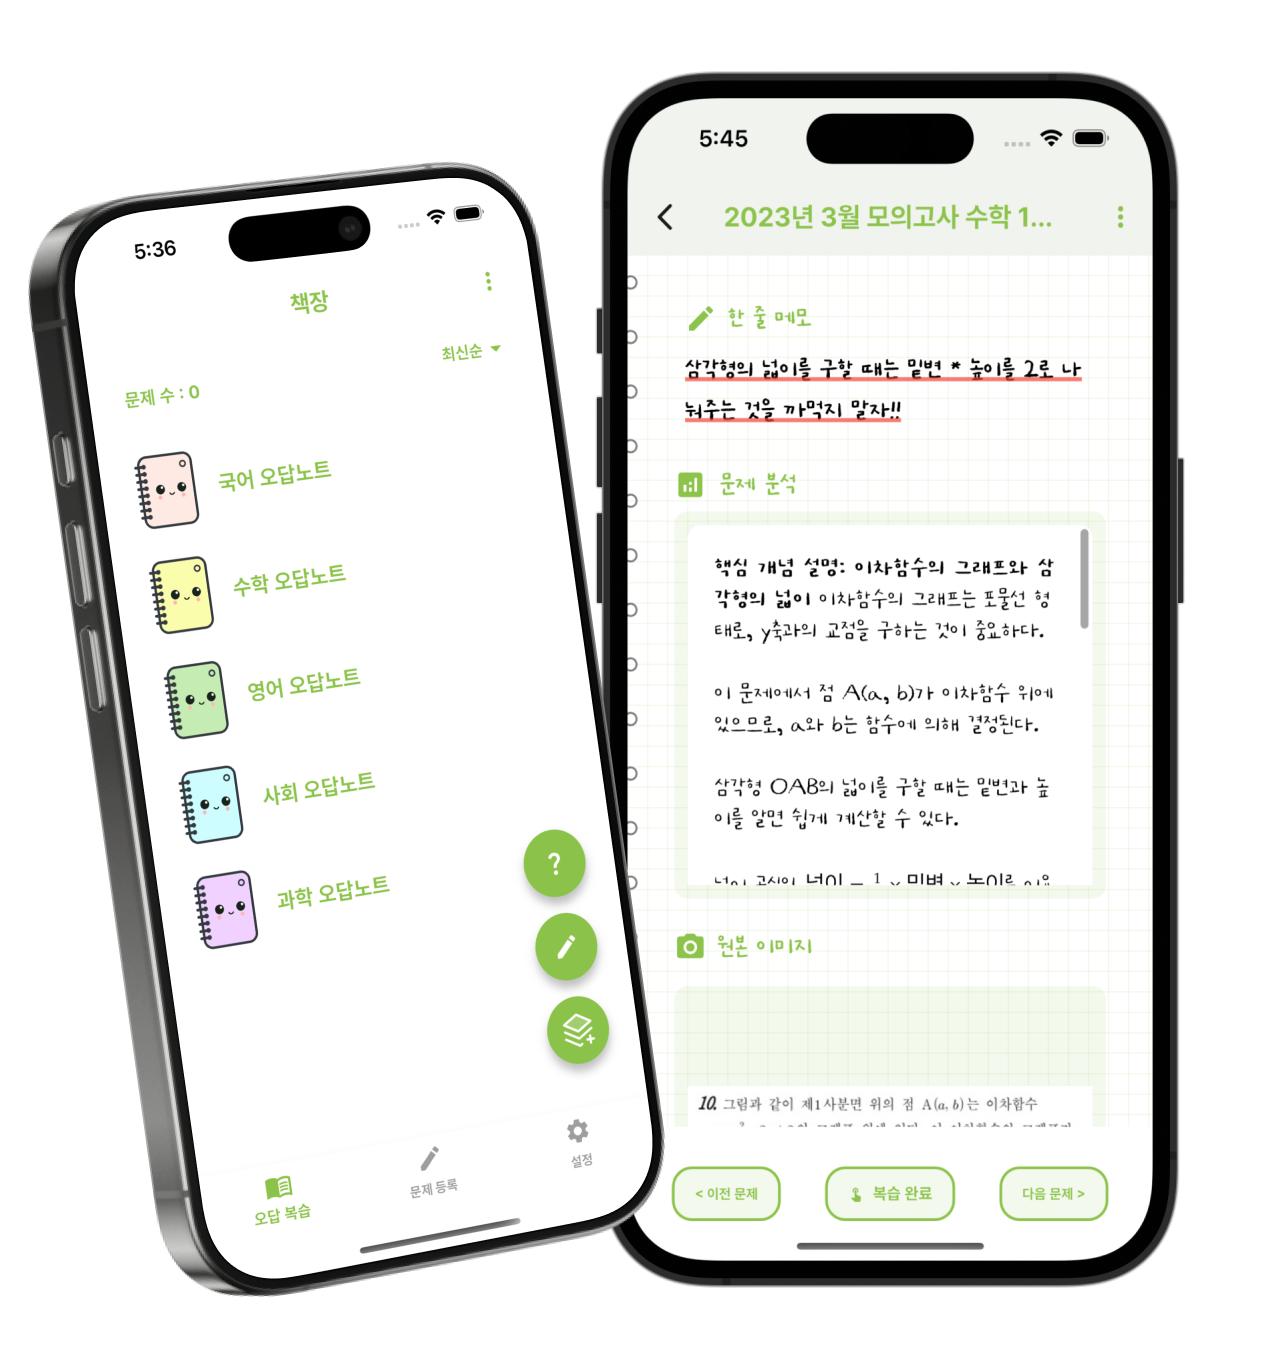 5:36
책장
최신순
문제 수 : 0
국어 오답노트
수학 오답노트
영어 오답노트
사회 오답노트
과학 오답노트
?
오답 복습
문제 등록
설정
5:45
2023년 3월 모의고사 수학 1...
한 줄 메모
삼각형의 넓이를 구할 때는 밑변 * 높이를 2로 나
눠주는 것을 까먹지 말자!!
문제 분석
핵심 개념 설명: 이차함수의 그래프와 삼
각형의 넓이 이차함수의 그래프는 포물선 형
태로, y축과의 교점을 구하는 것이 중요하다.
이 문제에서 점 A(a, b)가 이차함수 위에
있으므로, a와 b는 함수에 의해 결정된다.
삼각형 OAB의 넓이를 구할 때는 밑변과 높
이를 알면 쉽게 계산할 수 있다.
원본 이미지
10. 그림과 같이 제1사분면 위의 점 A(a, b)는 이차함수
< 이전 문제
복습 완료
다음 문제 >